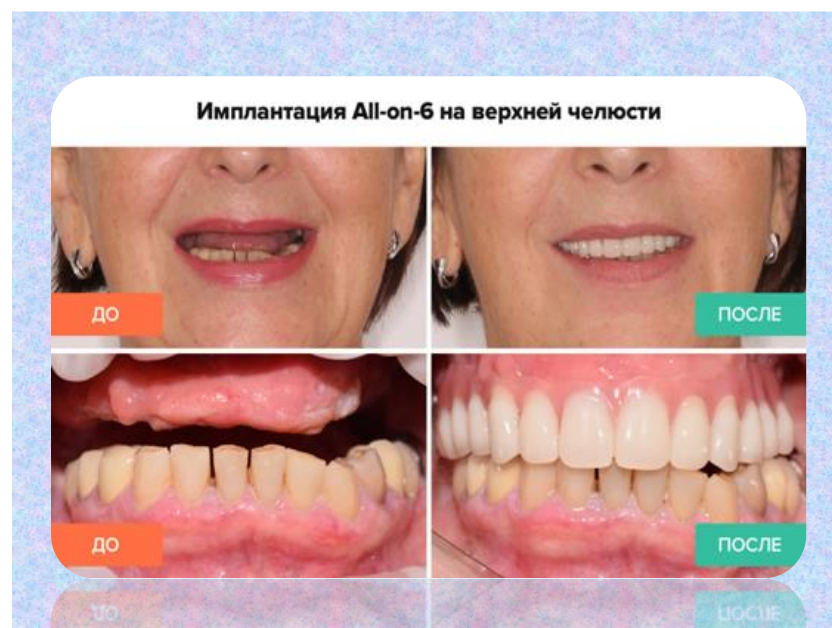 Имплантация All-on-6 на верхней челюсти
ДО
ПОСЛЕ
ДО
ПОСЛЕ